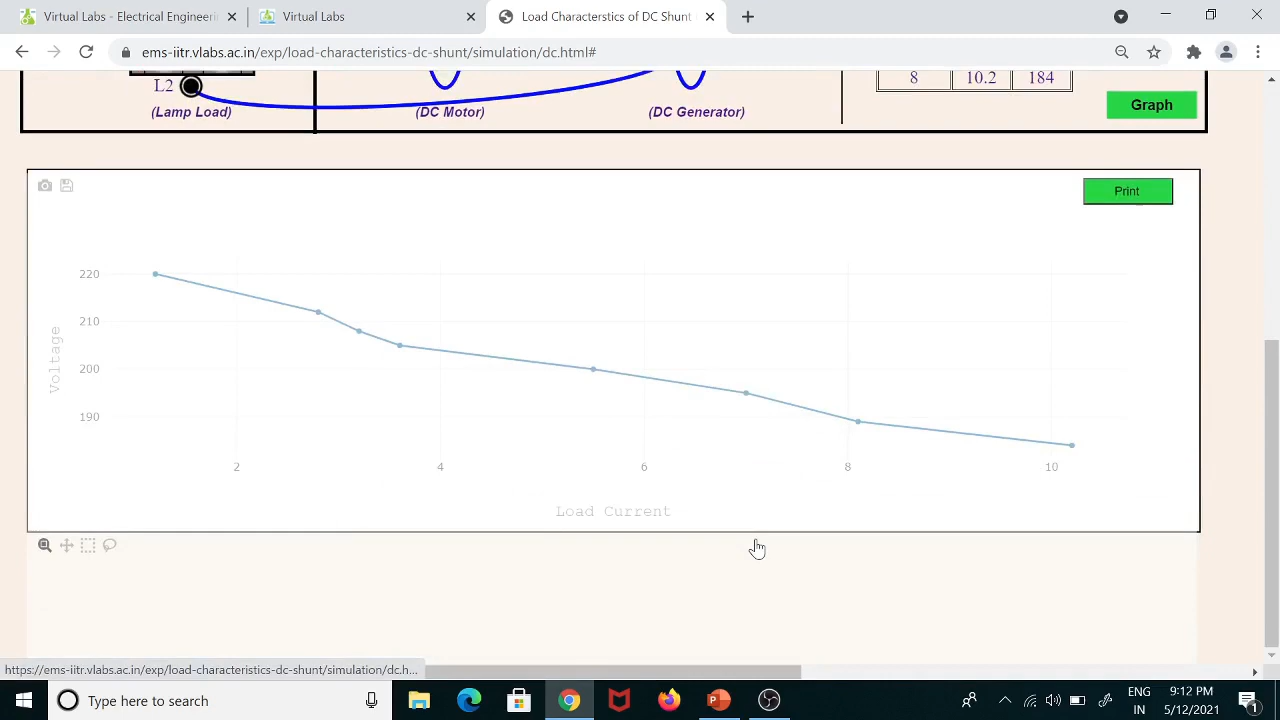 Virtual Labs - Electrical Engineeri
Virtual Labs
Load Characterstics of DC Shunt
ems-iitr.vlabs.ac.in/exp/load-characteristics-dc-shunt/simulation/dc.html#
L2
(Lamp Load)
(DC Motor)
(DC Generator)
8 10.2 184
Graph
Print
220
210
200
190
Voltage
2 4 6 8 10
Load Current
https://ems-iitr.vlabs.ac.in/exp/load-characteristics-dc-shunt/simulation/dc.h...
Type here to search
ENG
IN
9:12 PM
5/12/2021
1